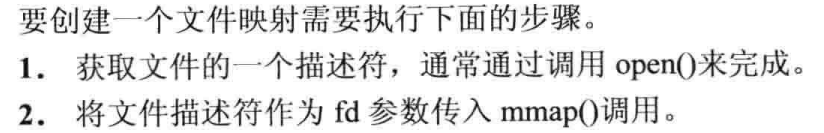 要创建一个文件映射需要执行下面的步骤。
1. 获取文件的一个描述符，通常通过调用 open()来完成。
2. 将文件描述符作为 fd 参数传入 mmap()调用。